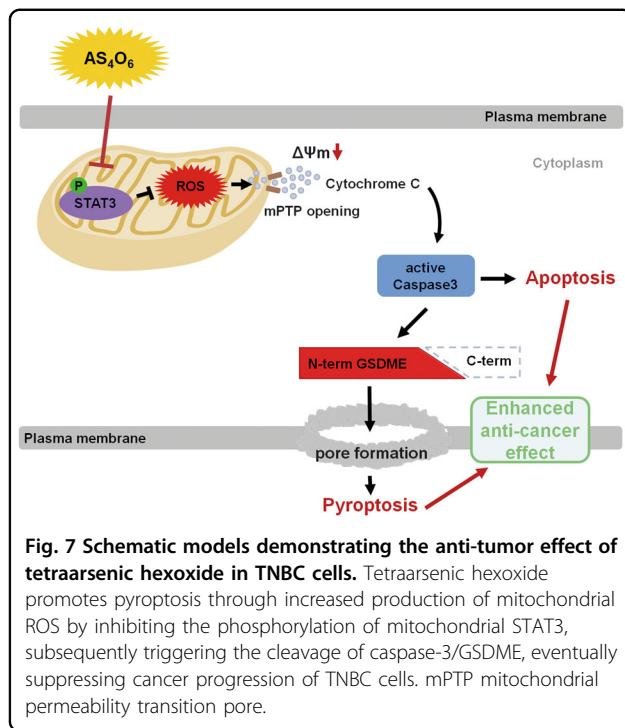 AS₄O₆
Plasma membrane
Cytoplasm
ΔΨm
P
STAT3
ROS
Cytochrome C
mPTP opening
active
Caspase3
Apoptosis
N-term GSDME
C-term
Enhanced
anti-cancer
effect
Plasma membrane
pore formation
Pyroptosis
Fig. 7 Schematic models demonstrating the anti-tumor effect of
tetraarsenic hexoxide in TNBC cells. Tetraarsenic hexoxide
promotes pyroptosis through increased production of mitochondrial
ROS by inhibiting the phosphorylation of mitochondrial STAT3,
subsequently triggering the cleavage of caspase-3/GSDME, eventually
suppressing cancer progression of TNBC cells. mPTP mitochondrial
permeability transition pore.